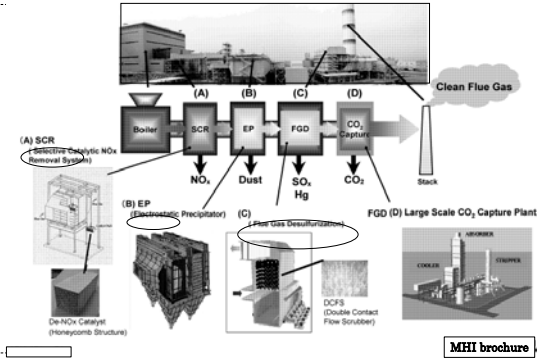 (A)
(B)
(C)
(D)
Clean Flue Gas
Boiler
SCR
EP
FGD
CO2
Capture
NOx
Dust
SOx
Hg
CO2
Stack
(A) SCR
( Selective Catalytic NOx
Removal System)
(B) EP
(Electrostatic Precipitator)
(C)
( Flue Gas Desulfurization)
FGD (D) Large Scale CO2 Capture Plant
De-NOx Catalyst
(Honeycomb Structure)
DCFS
(Double Contact
Flow Scrubber)
ABSORBER
COOLER
STRIPPER
MHI brochure